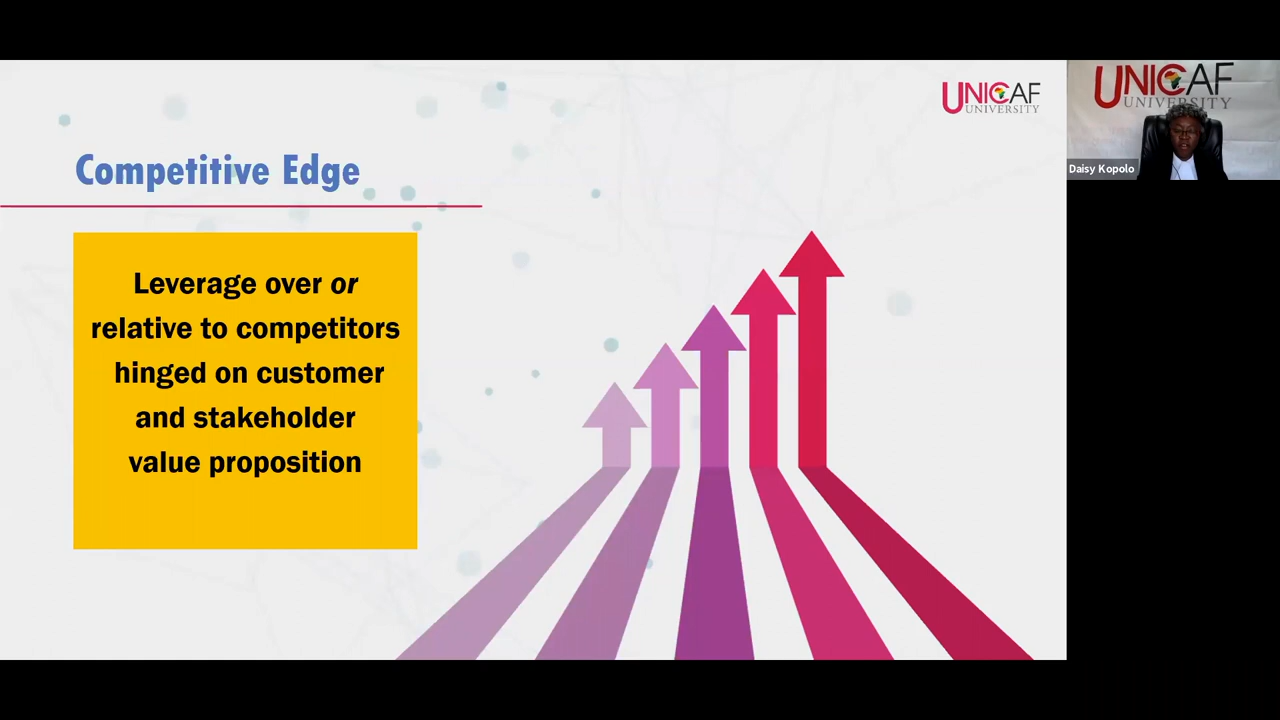 UNICAF
UNIVERSITY
Competitive Edge
Leverage over or
relative to competitors
hinged on customer
and stakeholder
value proposition
UNICAF
UNIVERSITY
Daisy Kopolo